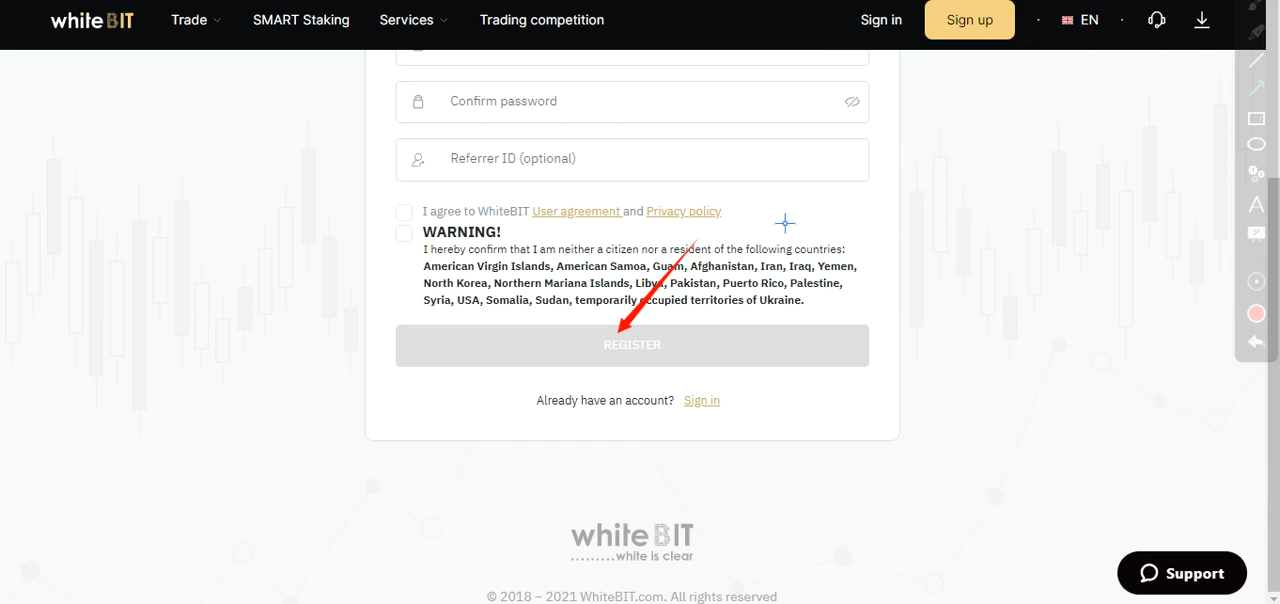 whiteBIT Trade SMART Staking Services Trading competition Sign in Sign up EN
Confirm password
Referrer ID (optional)
I agree to WhiteBIT User agreement and Privacy policy
WARNING!
I hereby confirm that I am neither a citizen nor a resident of the following countries:
American Virgin Islands, American Samoa, Guam, Afghanistan, Iran, Iraq, Yemen,
North Korea, Northern Mariana Islands, Libya, Pakistan, Puerto Rico, Palestine,
Syria, USA, Somalia, Sudan, temporarily occupied territories of Ukraine.
REGISTER
Already have an account? Sign in
whiteBIT
.........white is clear
Support
© 2018 – 2021 WhiteBIT.com. All rights reserved